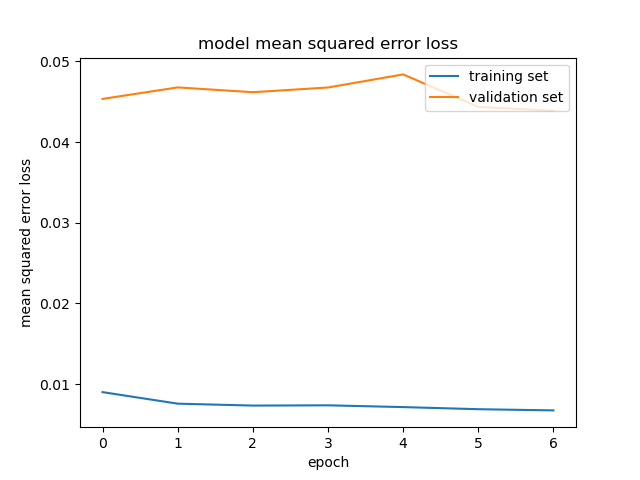 model mean squared error loss
training set
validation set
0.05
0.04
0.03
0.02
0.01
mean squared error loss
0 1 2 3 4 5 6
epoch